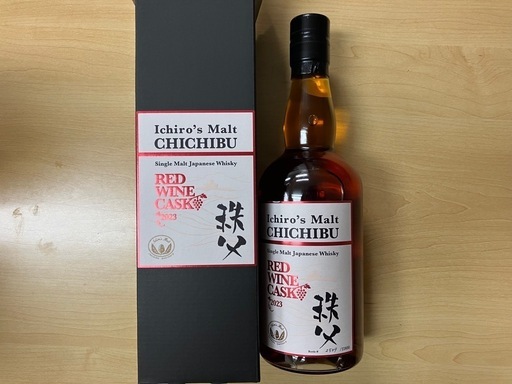 Ichiro's Malt
CHICHIBU
Single Malt Japanese Whisky
RED
WINE
CASK
2023
秩父
Ichiro's Malt
CHICHIBU
Single Malt Japanese Whisky
RED
WINE
CASK
2023
秩父